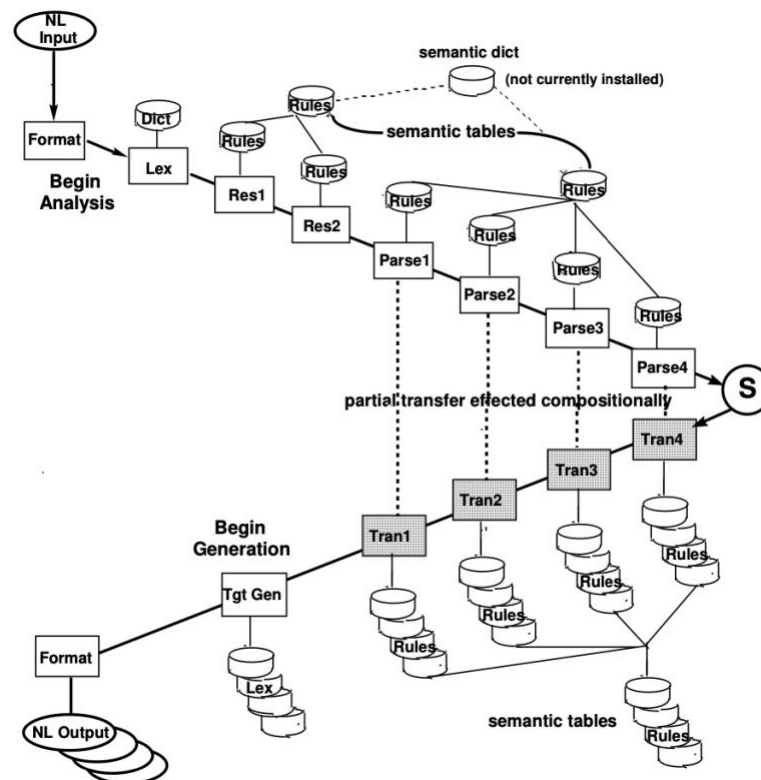 NL
Input
semantic dict
(not currently installed)
Dict
Rules
semantic tables
Format
Rules
Lex
Rules
Begin
Analysis
Res1
Rules
Rules
Res2
Rules
Parse1
Rules
Parse2
Rules
Parse3
Parse4
S
partial transfer effected compositionally
Tran4
Tran3
Tran2
Tran1
Begin
Generation
Rules
Rules
Rules
Rules
Tgt Gen
Format
Lex
NL Output
semantic tables
Rules